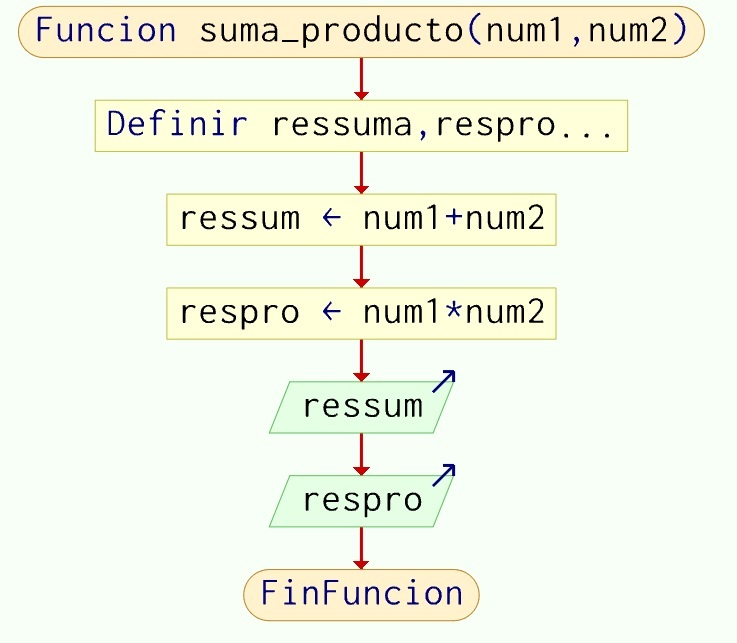 Funcion suma_producto(num1,num2)
Definir ressuma,respro...
ressum ← num1+num2
respro ← num1*num2
ressum
respro
FinFuncion